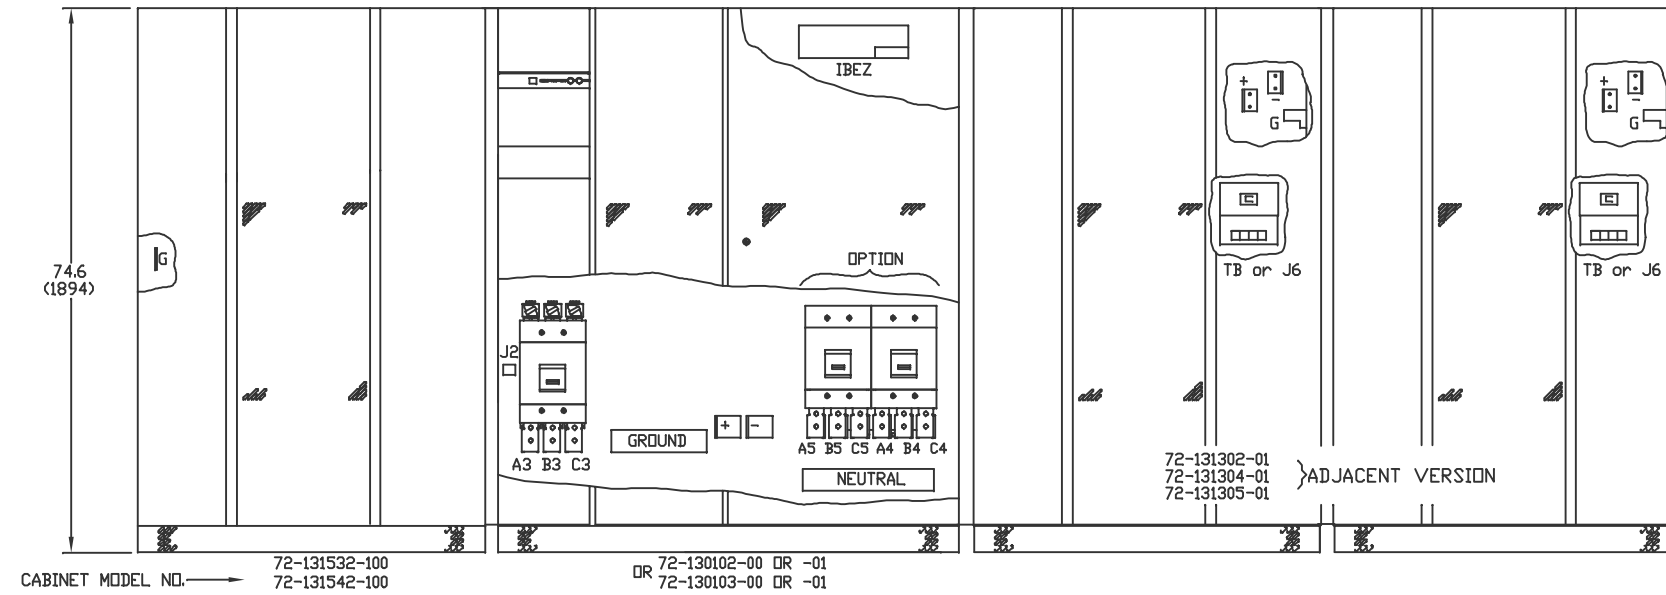 IBEZ
+
-
G
+
-
G
G
TB or J6
TB or J6
OPTION
74.6
(1894)
J2
+ -
GROUND
A5 B5 C5 A4 B4 C4
A3 B3 C3
NEUTRAL
72-131302-01
72-131304-01
72-131305-01
}ADJACENT VERSION
CABINET MODEL NO.
72-131532-100
72-131542-100
OR
72-130102-00 OR -01
72-130103-00 OR -01